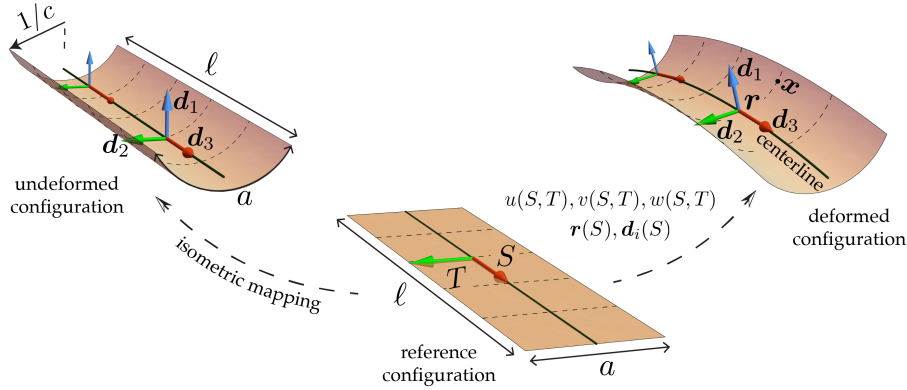 1/c
ℓ
d₁
d₂
d₃
a
undeformed
configuration
isometric mapping
T
S
ℓ
a
reference
configuration
u(S,T), v(S,T), w(S,T)
r(S), dᵢ(S)
d₁
x
r
d₂
d₃
centerline
deformed
configuration